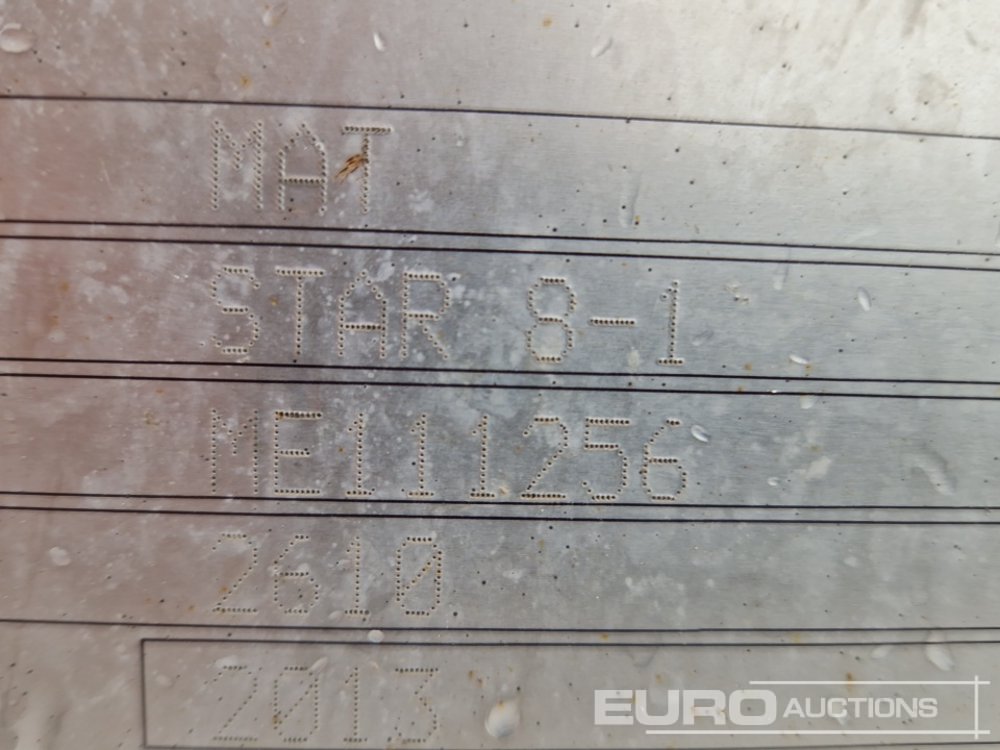 MAT
STAR 8-1
ME111256
2610
2013
EURO AUCTIONS